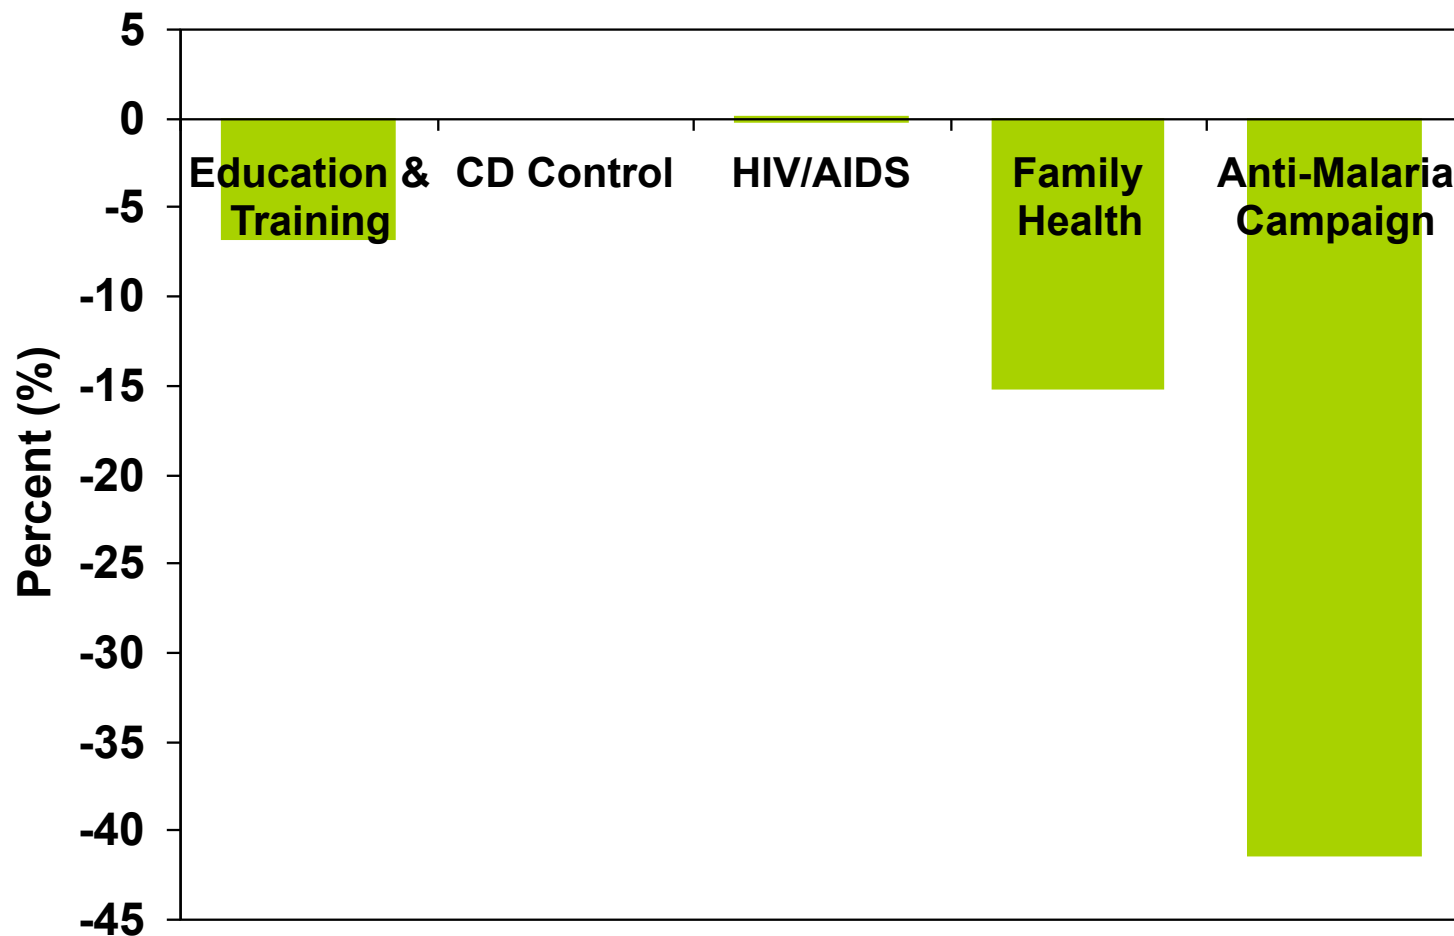 5
0
-5
-10
-15
-20
-25
-30
-35
-40
-45
Percent (%)
Education &
Training
CD Control
HIV/AIDS
Family
Health
Anti-Malaria
Campaign